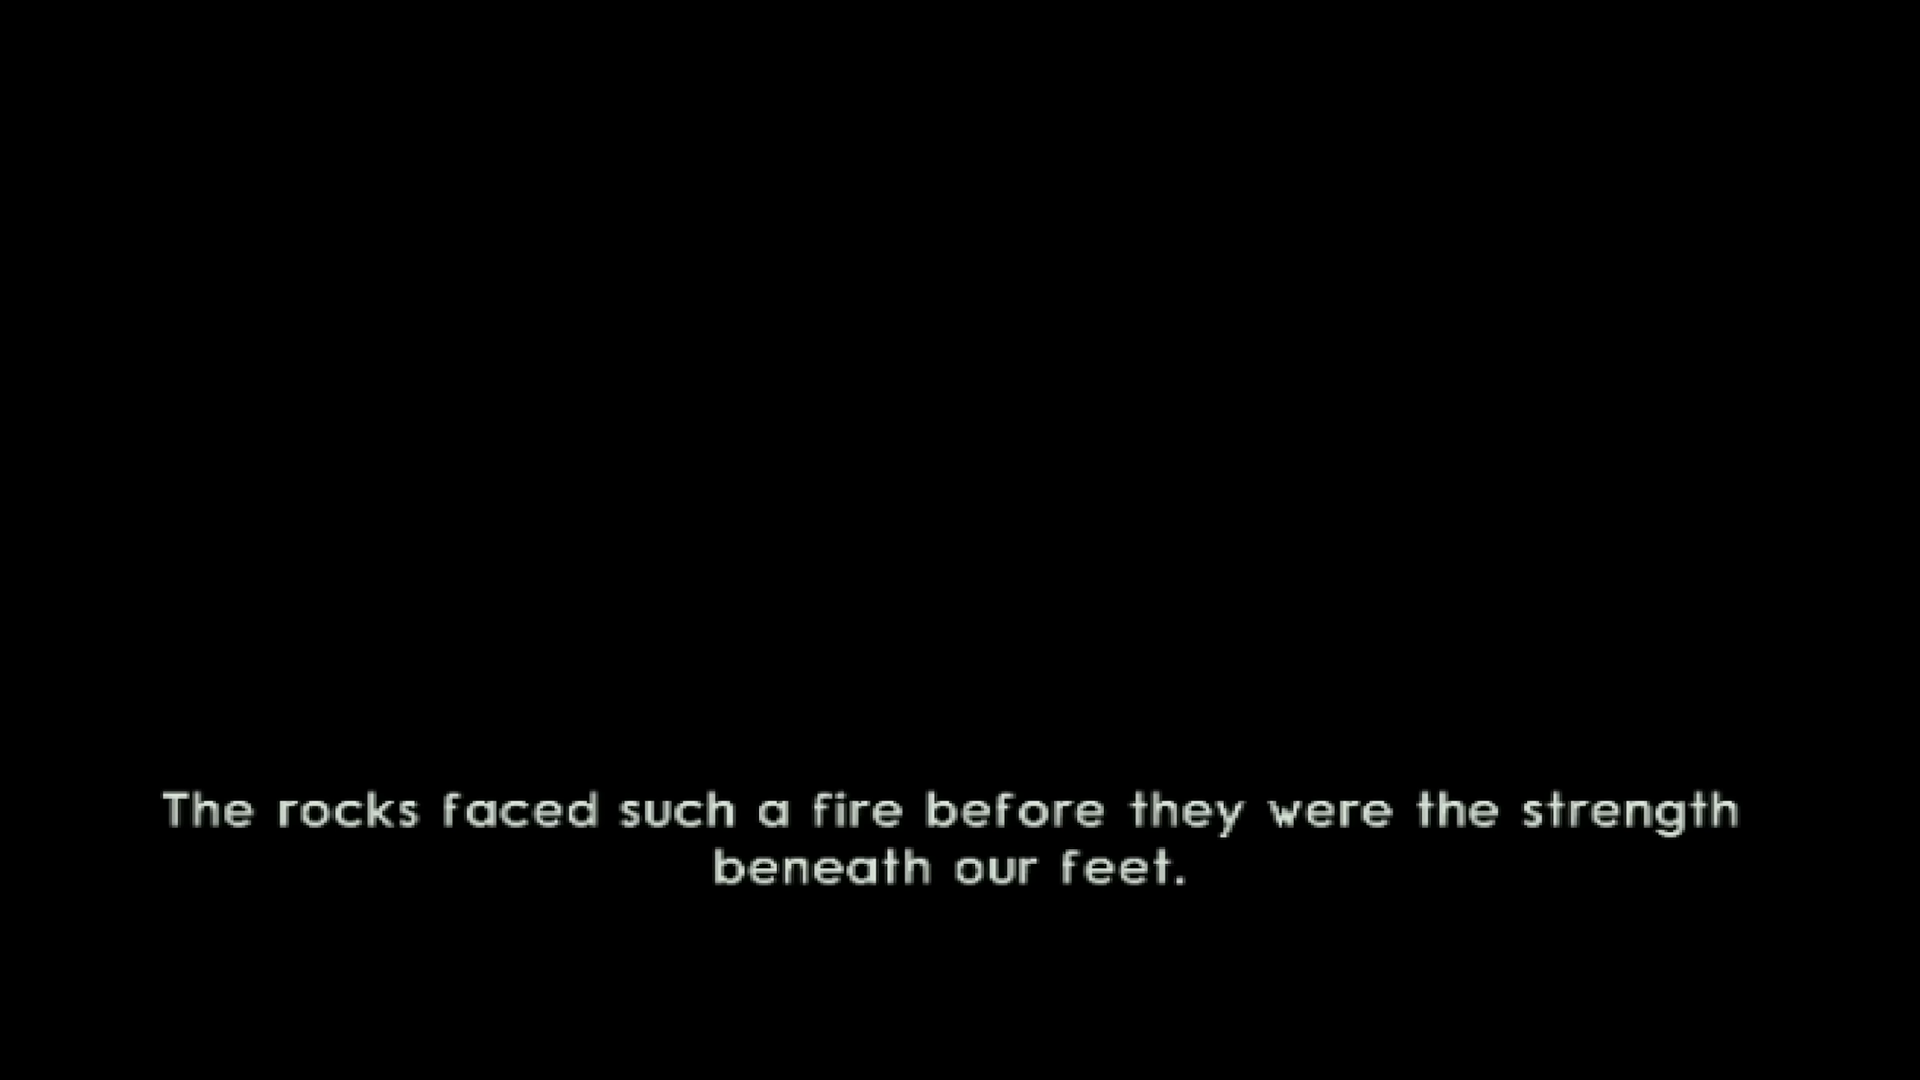 The rocks faced such a fire before they were the strength
beneath our feet.